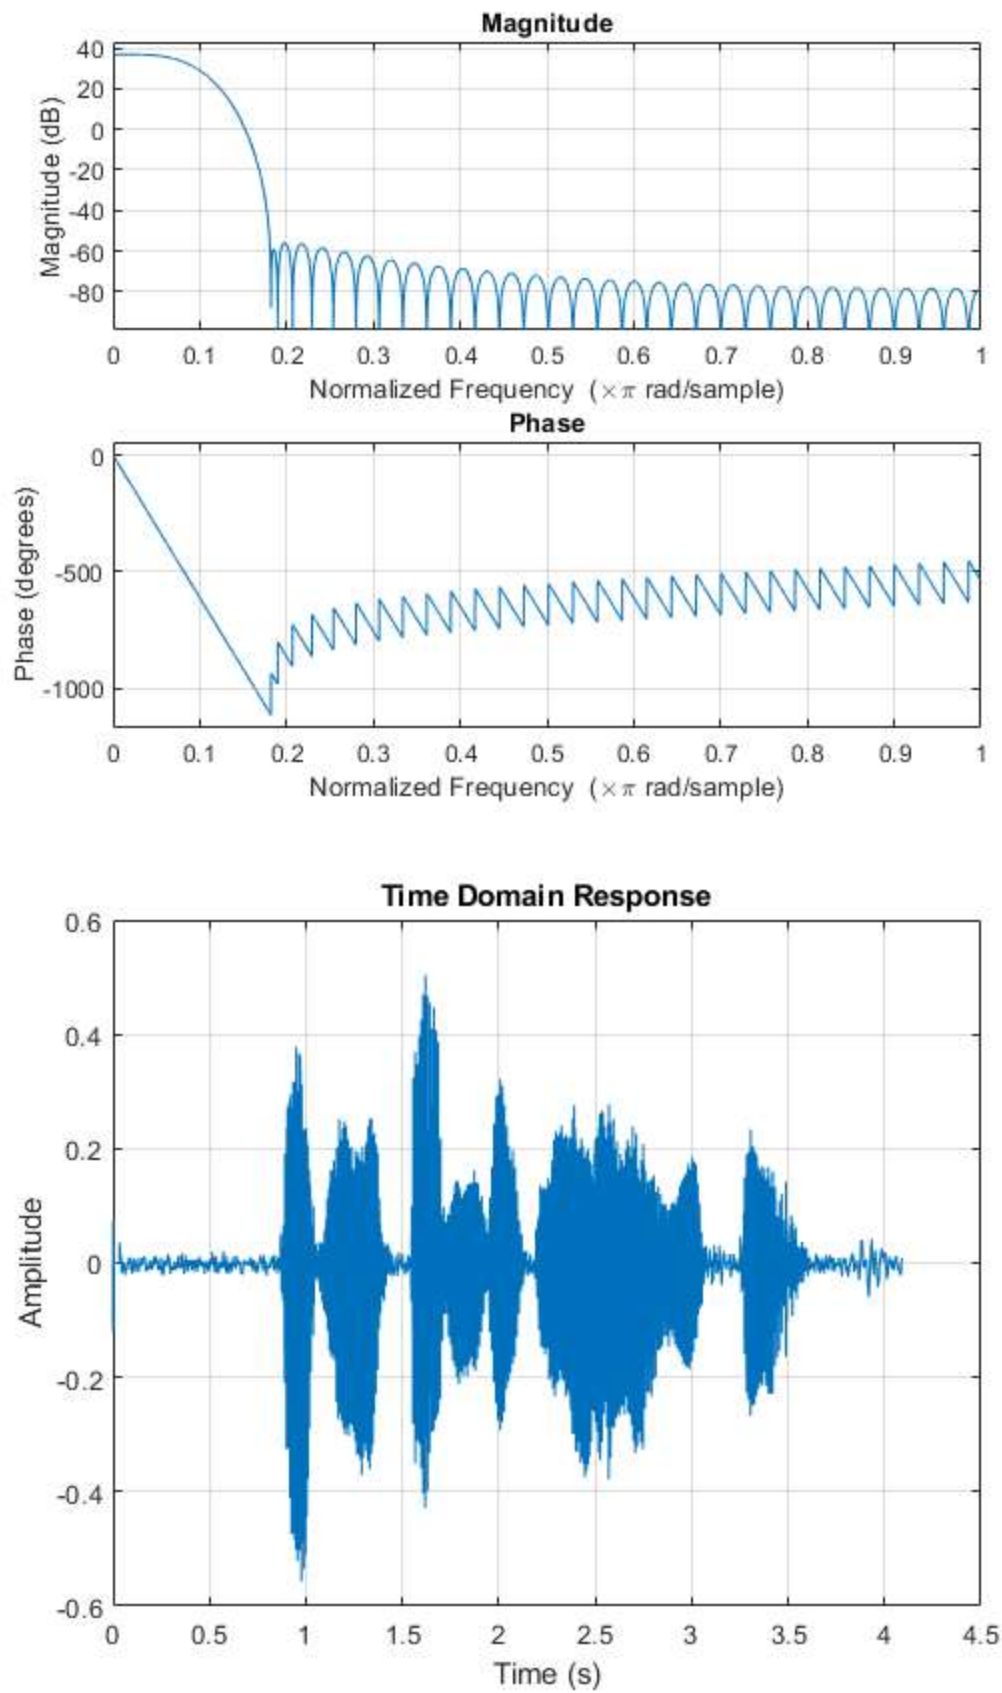 Magnitude
40
20
0
-20
-40
-60
-80
Magnitude (dB)
0 0.1 0.2 0.3 0.4 0.5 0.6 0.7 0.8 0.9 1
Normalized Frequency (×π rad/sample)
Phase
0
-500
-1000
Phase (degrees)
0 0.1 0.2 0.3 0.4 0.5 0.6 0.7 0.8 0.9 1
Normalized Frequency (×π rad/sample)
Time Domain Response
0.6
0.4
0.2
0
-0.2
-0.4
-0.6
Amplitude
0 0.5 1 1.5 2 2.5 3 3.5 4 4.5
Time (s)